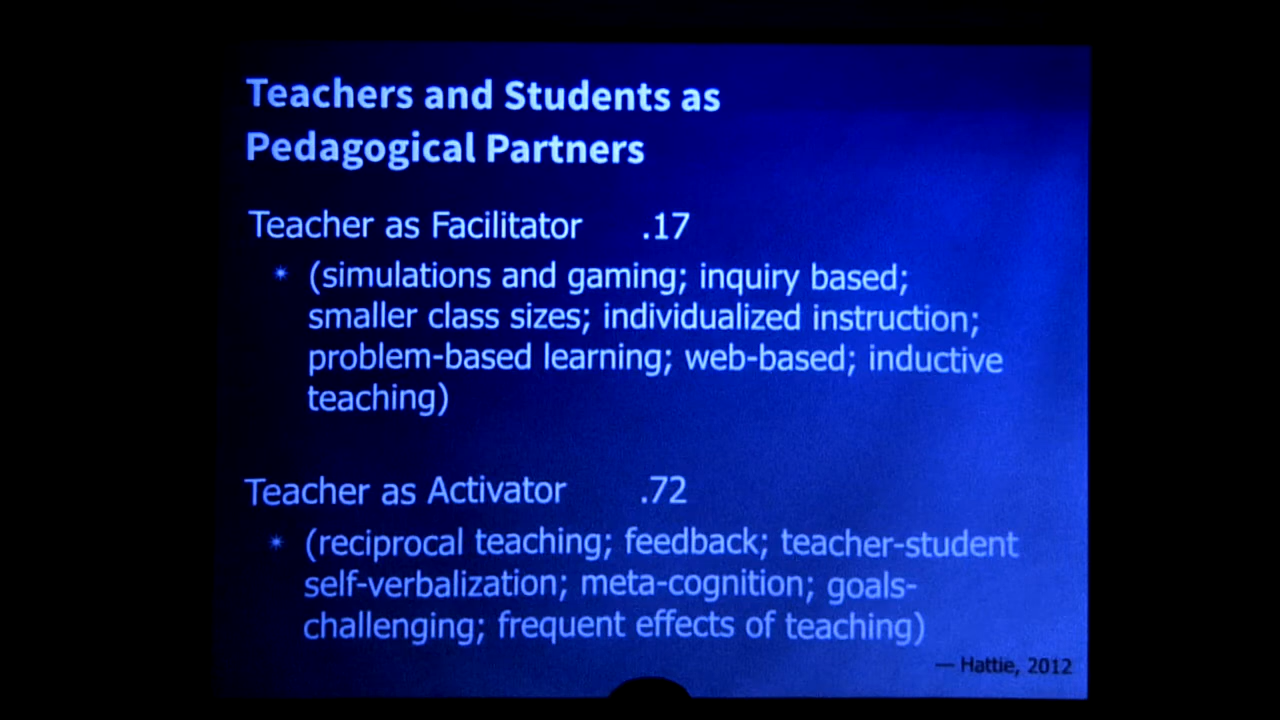 Teachers and Students as
Pedagogical Partners
Teacher as Facilitator .17
* (simulations and gaming; inquiry based;
smaller class sizes; individualized instruction;
problem-based learning; web-based; inductive
teaching)
Teacher as Activator .72
* (reciprocal teaching; feedback; teacher-student
self-verbalization; meta-cognition; goals-
challenging; frequent effects of teaching)
— Hattie, 2012